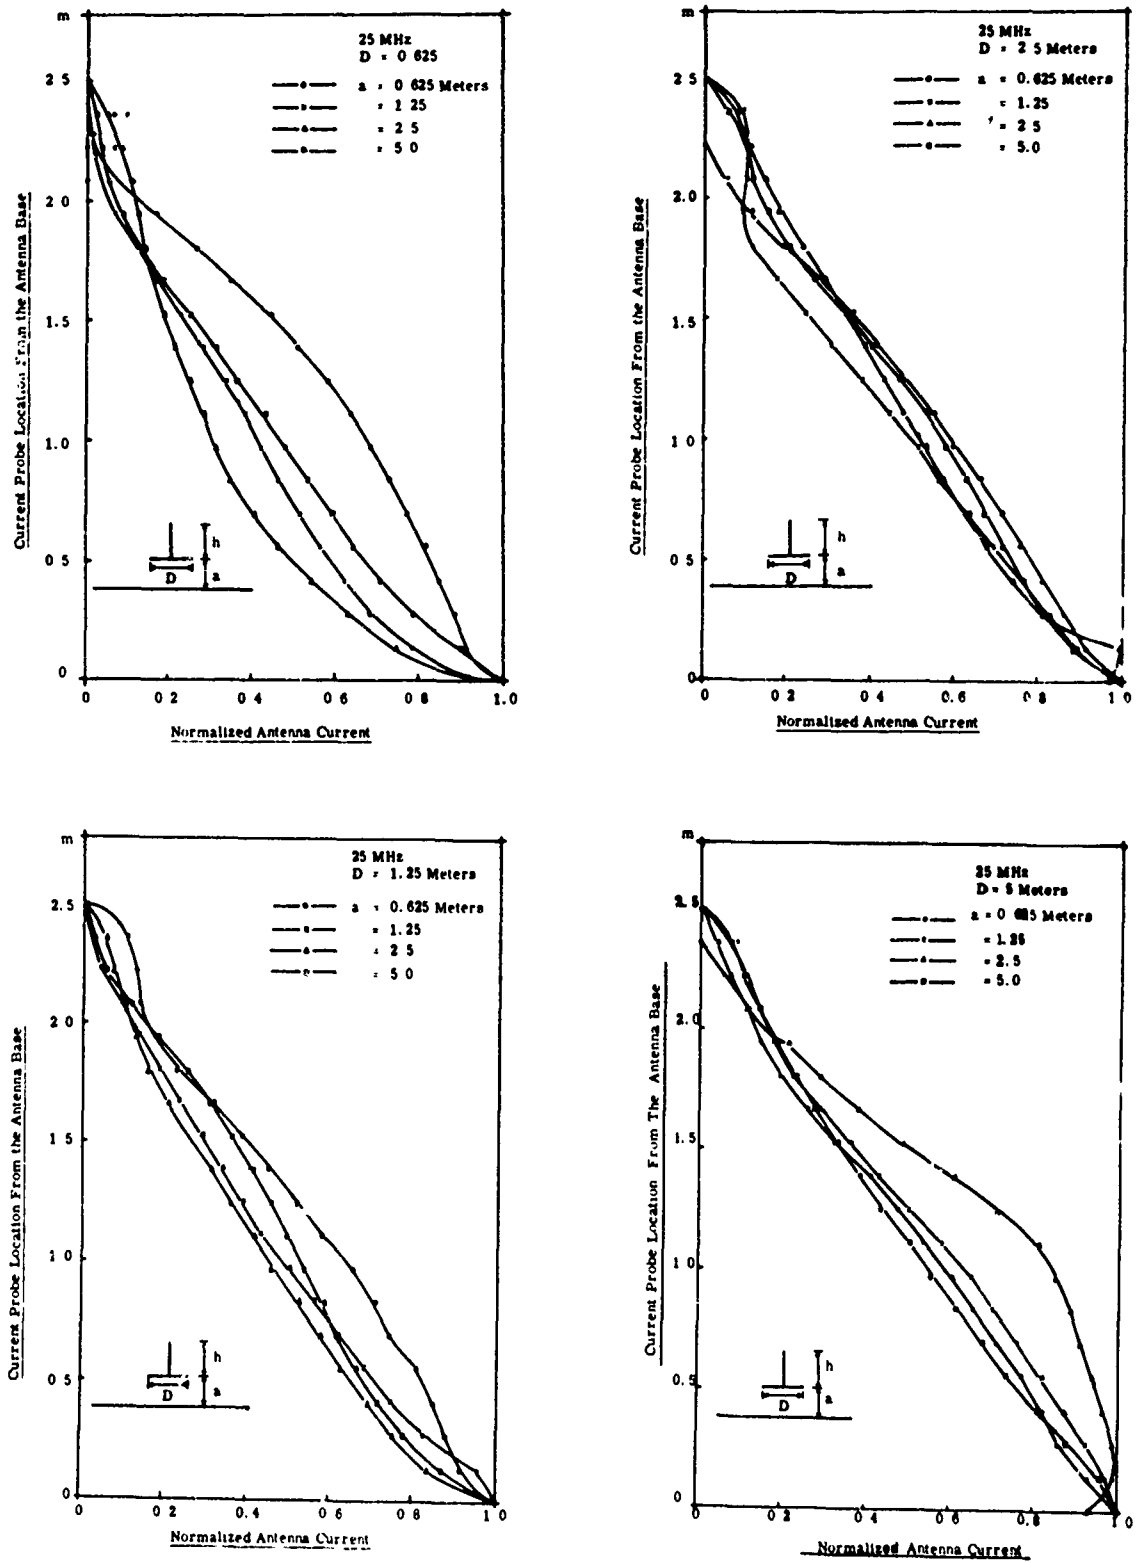 m
25 MHz
D = 0 625
a = 0 625 Meters
= 1 25
= 2 5
= 5 0
2 5
2 0
1 5
1 0
0 5
0
h
D
a
0
0 2
0 4
0 6
0 8
1.0
Current Probe Location From the Antenna Base
Normalized Antenna Current
m
25 MHz
D = 2 5 Meters
a = 0.625 Meters
= 1.25
= 2 5
= 5.0
2.5
2.0
1.5
1 0
0 5
0
h
D
a
0
0 2
0 4
0 6
0 8
1 0
Current Probe Location From the Antenna Base
Normalized Antenna Current
m
25 MHz
D = 1.25 Meters
a = 0.625 Meters
= 1.25
2 5
= 5 0
2.5
2 0
1 5
1 0
0 5
0
h
D
a
0
0 2
0 4
0 6
0 8
1 0
Current Probe Location From the Antenna Base
Normalized Antenna Current
m
25 MHz
D = 5 Meters
a = 0 625 Meters
= 1.25
= 2.5
= 5.0
2.5
2.0
1.5
1 0
0.5
0
h
D
a
0
0 2
0 4
0 6
0 8
1 0
Current Probe Location From The Antenna Base
Normalized Antenna Current